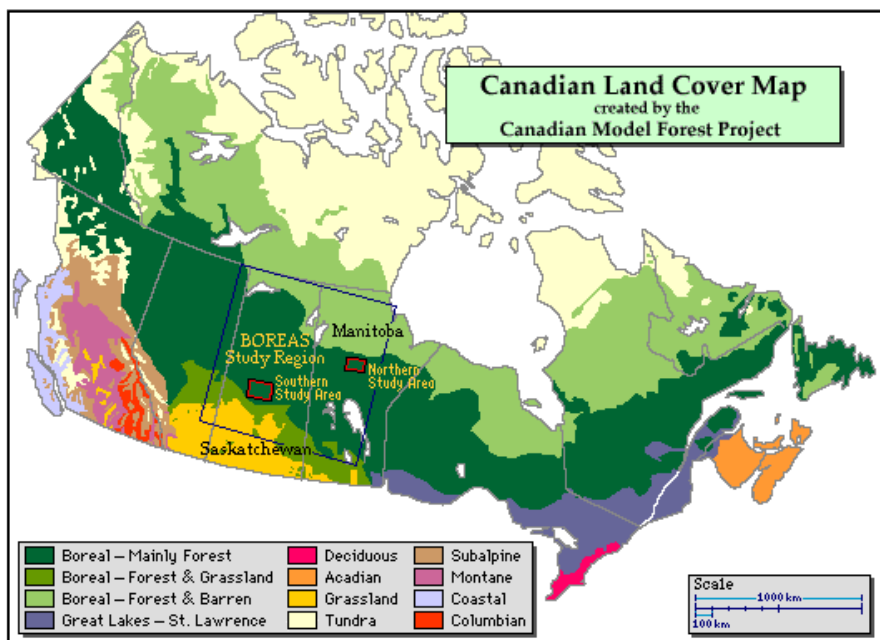 Canadian Land Cover Map
created by the
Canadian Model Forest Project
Manitoba
BOREAS
Study Region
Northern
Study Area
Southern
Study Area
Saskatchewan
Boreal – Mainly Forest
Boreal – Forest & Grassland
Boreal – Forest & Barren
Great Lakes – St. Lawrence
Deciduous
Acadian
Grassland
Tundra
Subalpine
Montane
Coastal
Columbian
Scale
1000 km
100 km